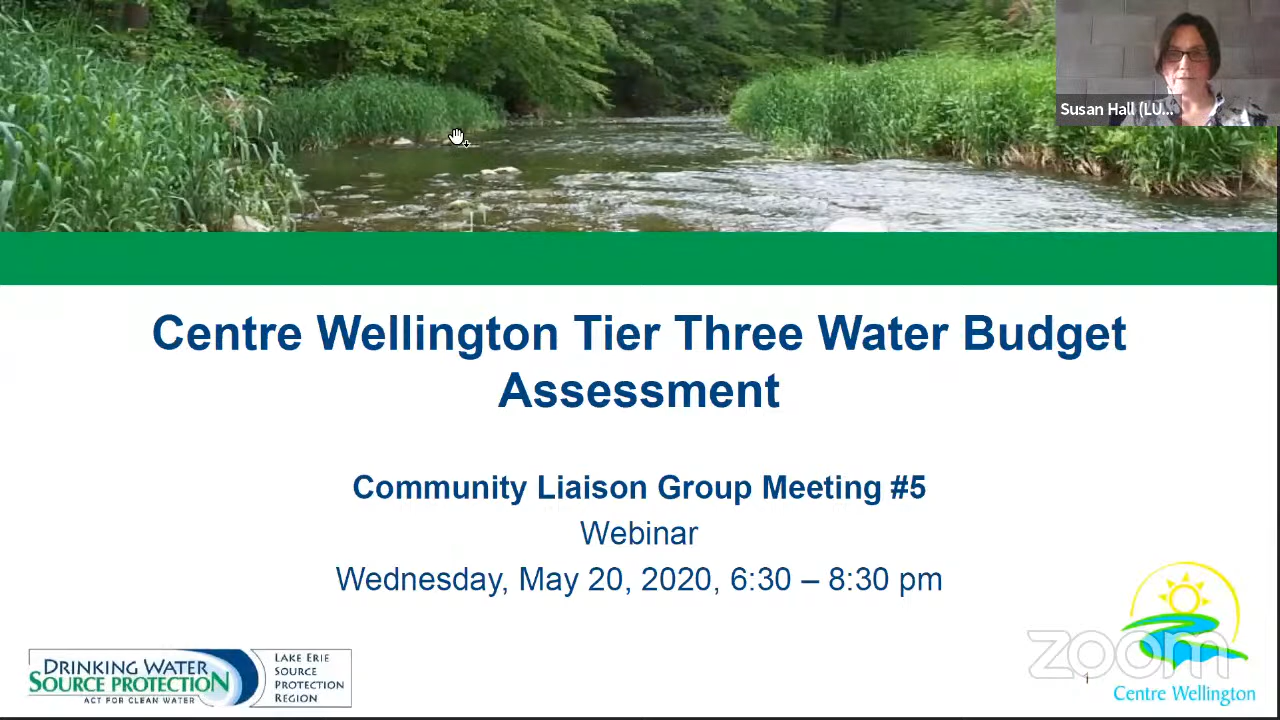 Susan Hall (LU...
Centre Wellington Tier Three Water Budget
Assessment
Community Liaison Group Meeting #5
Webinar
Wednesday, May 20, 2020, 6:30 – 8:30 pm
DRINKING WATER
SOURCE PROTECTION
ACT FOR CLEAN WATER
LAKE ERIE
SOURCE
PROTECTION
REGION
zoom
Centre Wellington